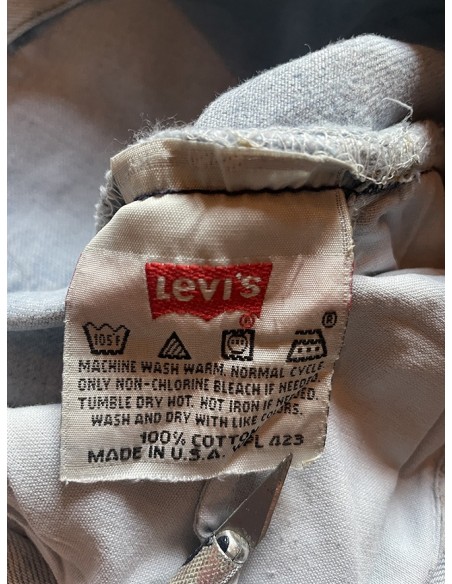 Levi's
®
®
105°F
MACHINE WASH WARM. NORMAL CYCLE
ONLY NON-CHLORINE BLEACH IF NEEDED.
TUMBLE DRY HOT. HOT IRON IF NEEDED.
WASH AND DRY WITH LIKE COLORS.
100% COTTON
MADE IN U.S.A. L 423